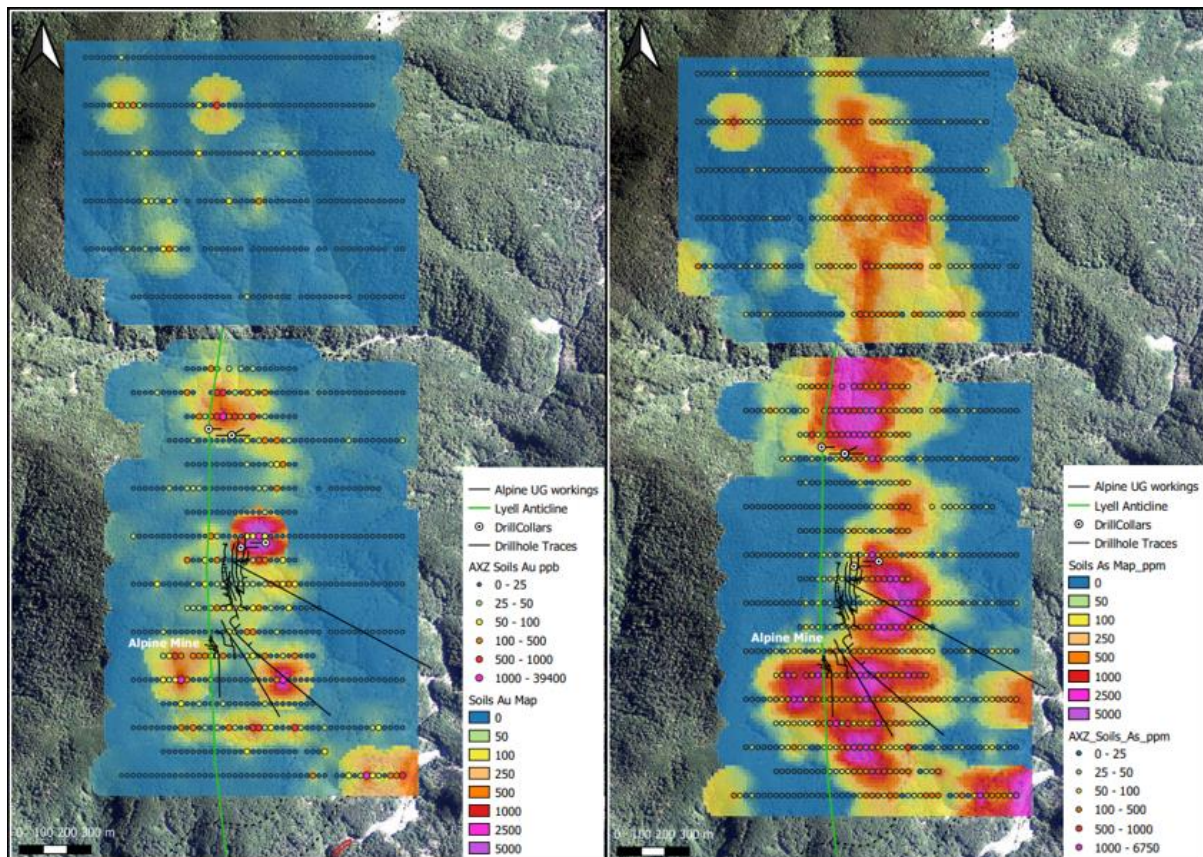 Alpine Mine
0 100 200 300 m
Alpine UG workings
Lyell Anticline
DrillCollars
Drillhole Traces
AXZ Soils Au ppb
0 - 25
25 - 50
50 - 100
100 - 500
500 - 1000
1000 - 39400
Soils Au Map
0
50
100
250
500
1000
2500
5000
Alpine Mine
0 100 200 300 m
Alpine UG workings
Lyell Anticline
DrillCollars
Drillhole Traces
Soils As Map_ppm
0
50
100
250
500
1000
2500
5000
AXZ_Soils_As_ppm
0 - 25
25 - 50
50 - 100
100 - 500
500 - 1000
1000 - 6750